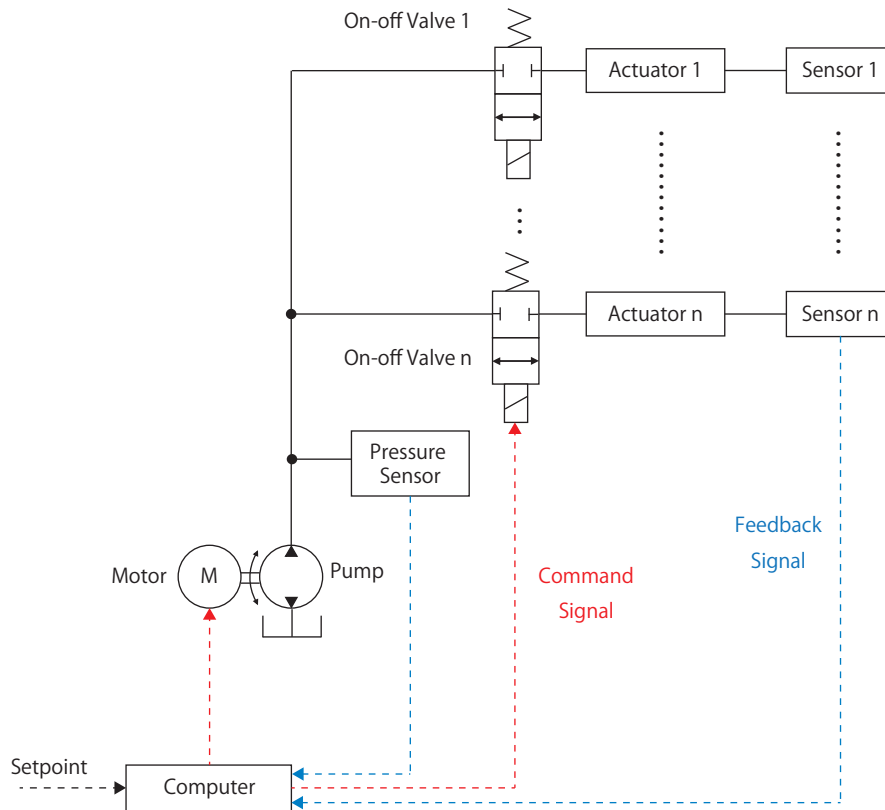 On-off Valve 1
Actuator 1
Sensor 1
Actuator n
Sensor n
On-off Valve n
Pressure
Sensor
Feedback
Signal
Motor
M
Pump
Command
Signal
Setpoint
Computer